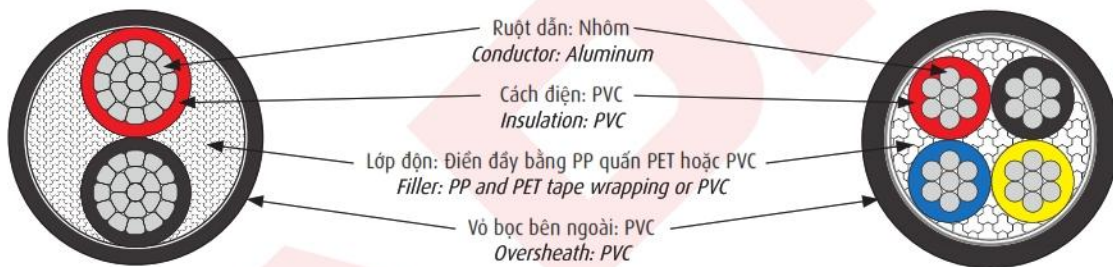 Ruột dẫn: Nhôm
Conductor: Aluminum
Cách điện: PVC
Insulation: PVC
Lớp độn: Điền đầy bằng PP quấn PET hoặc PVC
Filler: PP and PET tape wrapping or PVC
Vỏ bọc bên ngoài: PVC
Oversheath: PVC